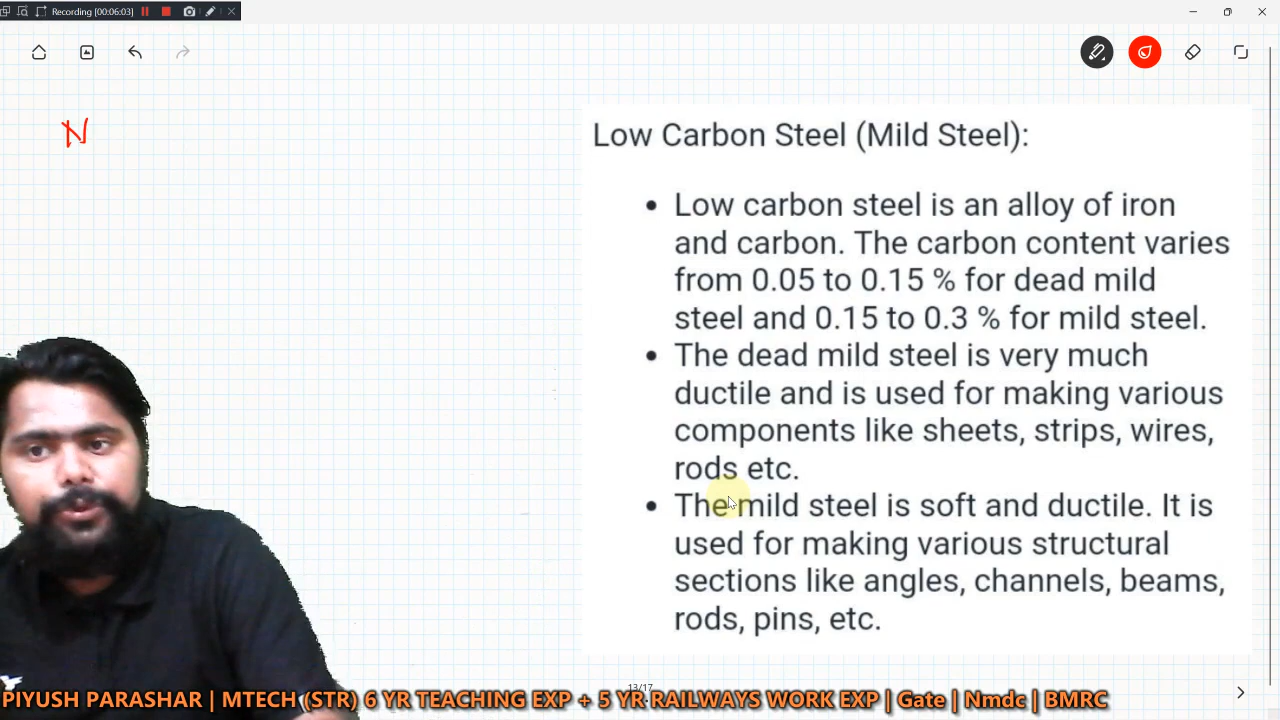 Recording [00:06:03]
N
Low Carbon Steel (Mild Steel):
• Low carbon steel is an alloy of iron
and carbon. The carbon content varies
from 0.05 to 0.15 % for dead mild
steel and 0.15 to 0.3 % for mild steel.
• The dead mild steel is very much
ductile and is used for making various
components like sheets, strips, wires,
rods etc.
• The mild steel is soft and ductile. It is
used for making various structural
sections like angles, channels, beams,
rods, pins, etc.
13/17
PIYUSH PARASHAR | MTECH (STR) 6 YR TEACHING EXP + 5 YR RAILWAYS WORK EXP | Gate | Nmdc | BMRC